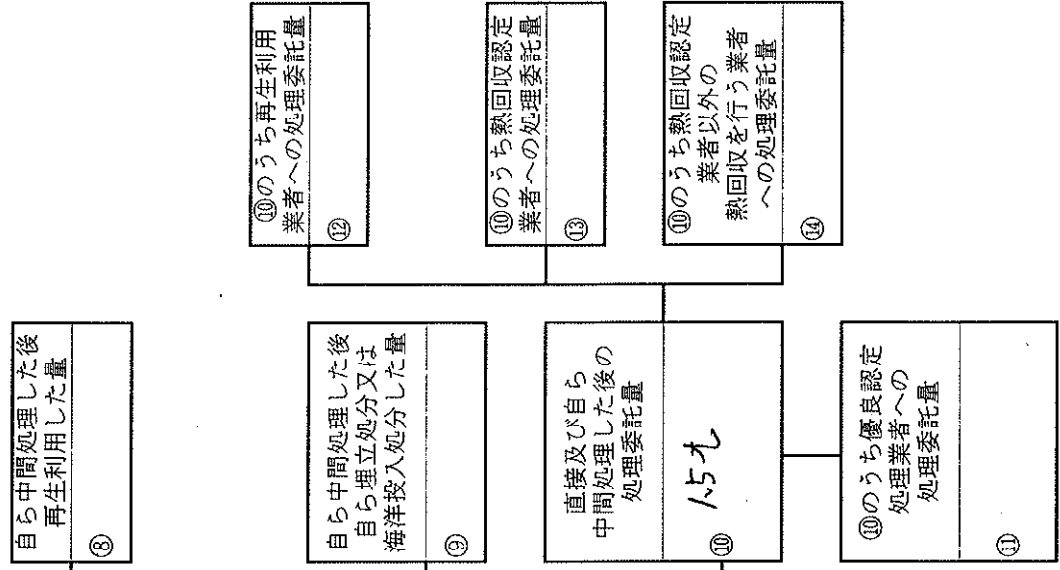 自ら中間処理した後
再生利用した量
⑧
自ら中間処理した後
自ら埋立処分又は
海洋投入処分した量
⑨
直接及び自ら
中間処理した後の
処理委託量
⑩
1.5t
⑩のうち優良認定
処理業者への
処理委託量
⑪
⑩のうち再生利用
業者への処理委託量
⑫
⑩のうち熱回収認定
業者への処理委託量
⑬
⑩のうち熱回収認定
業者以外の
熱回収を行う業者
への処理委託量
⑭